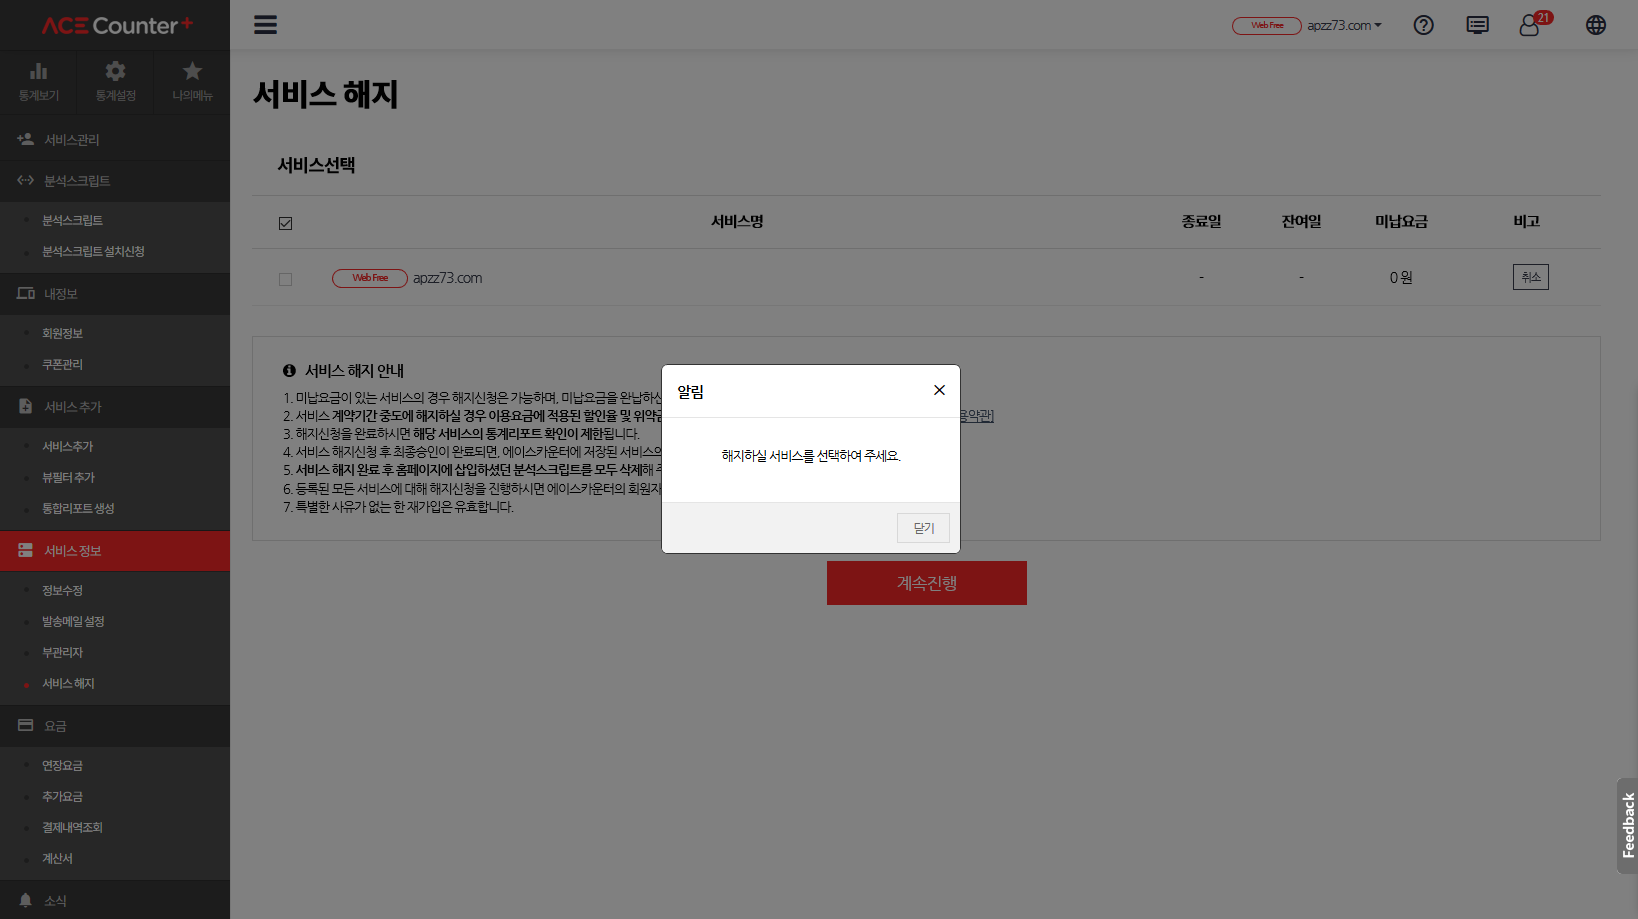 ACE Counter+
Web Free apzz73.com
21
통계보기 통계설정 나의메뉴
서비스관리
분석스크립트
분석스크립트
분석스크립트 설치신청
내정보
회원정보
쿠폰관리
서비스 추가
서비스추가
뷰필터 추가
통합리포트 생성
서비스 정보
정보수정
발송메일 설정
부관리자
서비스 해지
요금
연장요금
추가요금
결제내역조회
계산서
소식
서비스 해지
서비스선택
서비스명 종료일 잔여일 미납요금 비고
Web Free apzz73.com - - 0 원 취소
서비스 해지 안내
1. 미납요금이 있는 서비스의 경우 해지신청은 가능하며, 미납요금을 완납하신
2. 서비스 계약기간 중도에 해지하실 경우 이용요금에 적용된 할인율 및 위약금 용약관]
3. 해지신청을 완료하시면 해당 서비스의 통계리포트 확인이 제한됩니다.
4. 서비스 해지신청 후 최종승인이 완료되면, 에이스카운터에 저장된 서비스의
5. 서비스 해지 완료 후 홈페이지에 삽입하셨던 분석스크립트를 모두 삭제해 주
6. 등록된 모든 서비스에 대해 해지신청을 진행하시면 에이스카운터의 회원자
7. 특별한 사유가 없는 한 재가입은 유효합니다.
알림
해지하실 서비스를 선택하여 주세요.
닫기
계속진행
Feedback